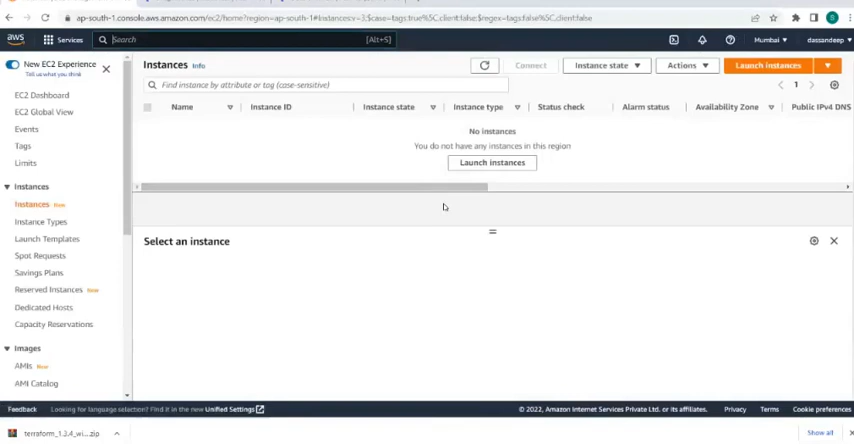 ap-south-1.console.aws.amazon.com/ec2/home?region=ap-south-1#Instances:v=3;$case=tags:true%5C,client:false;$regex=tags:false%5C,client:false
aws Services Search [Alt+S] Mumbai dassandeep
New EC2 Experience
Tell us what you think
EC2 Dashboard
EC2 Global View
Events
Tags
Limits
Instances
Instances New
Instance Types
Launch Templates
Spot Requests
Savings Plans
Reserved Instances New
Dedicated Hosts
Capacity Reservations
Images
AMIs New
AMI Catalog
Instances Info
Connect Instance state Actions Launch instances
Find instance by attribute or tag (case-sensitive)
1
Name Instance ID Instance state Instance type Status check Alarm status Availability Zone Public IPv4 DNS
No instances
You do not have any instances in this region
Launch instances
Select an instance
Feedback Looking for language selection? Find it in the new Unified Settings © 2022, Amazon Internet Services Private Ltd. or its affiliates. Privacy Terms Cookie preferences
terraform_1.3.4_wi....zip Show all